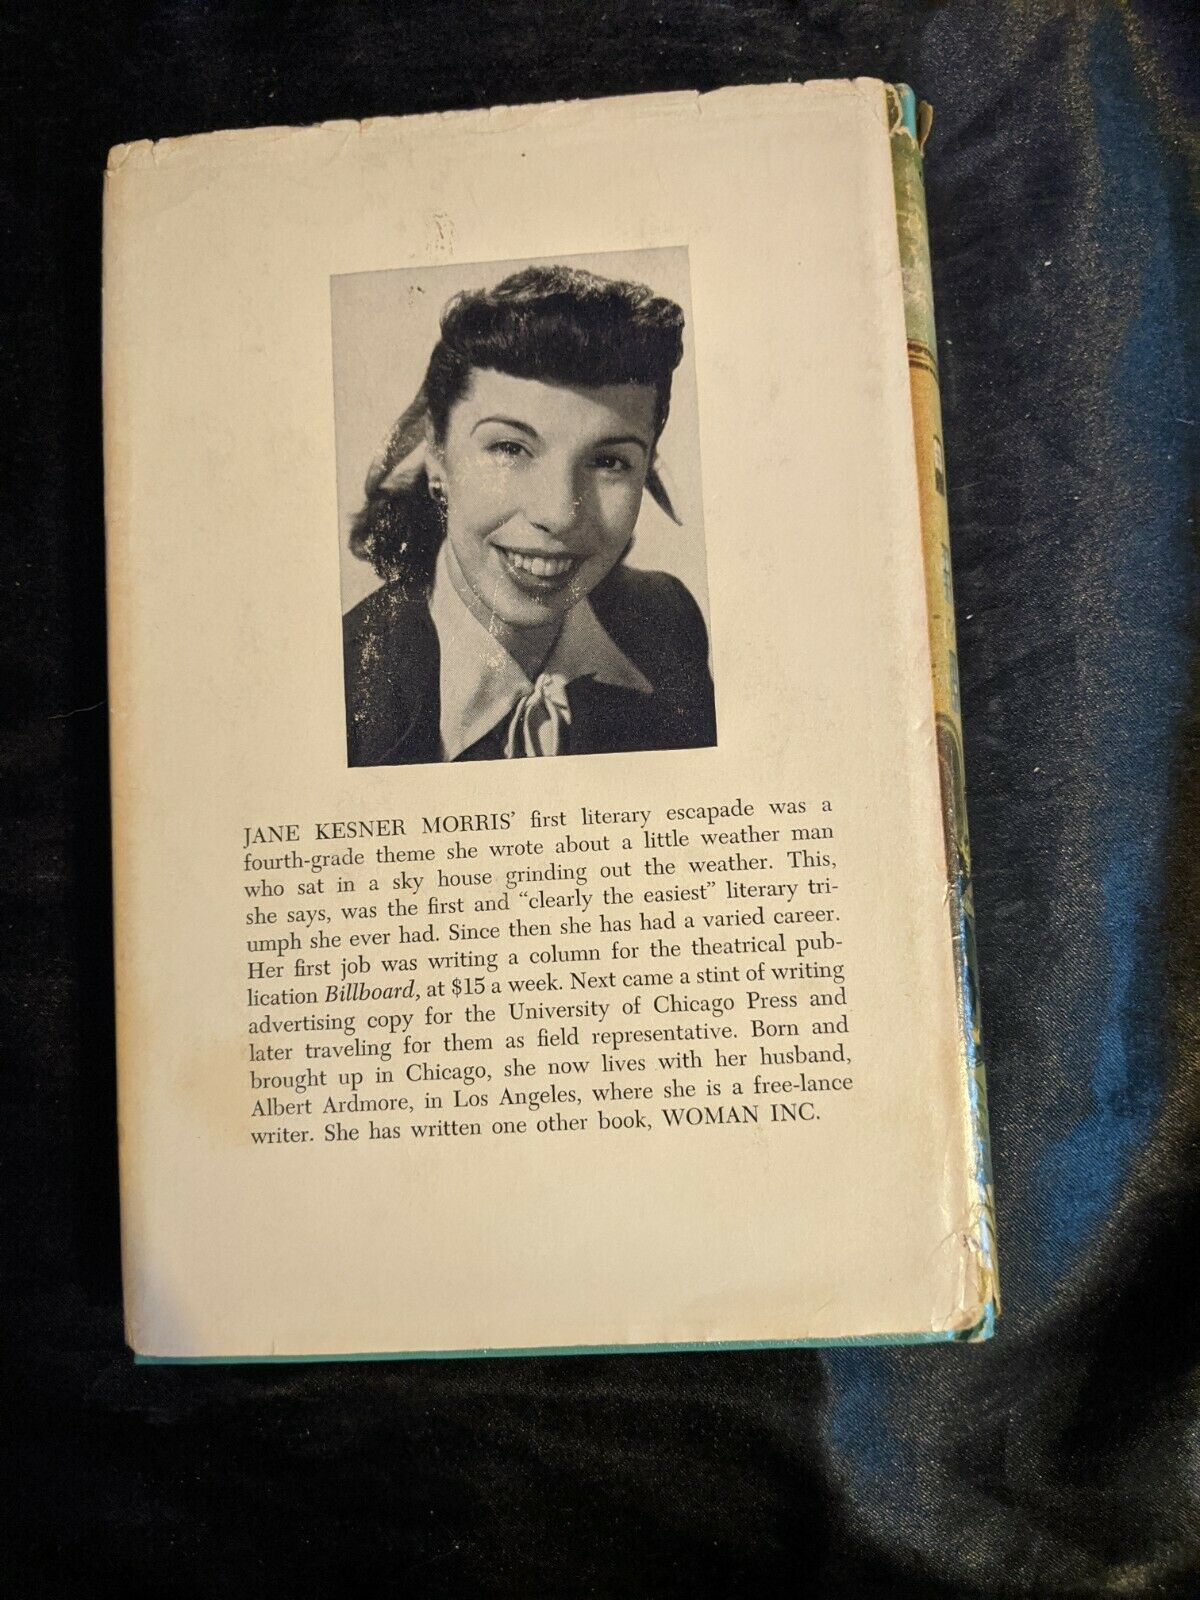 JANE KESNER MORRIS’ first literary escapade was a
fourth-grade theme she wrote about a little weather man
who sat in a sky house grinding out the weather. This,
she says, was the first and “clearly the easiest” literary tri-
umph she ever had. Since then she has had a varied career.
Her first job was writing a column for the theatrical pub-
lication Billboard, at $15 a week. Next came a stint of writing
advertising copy for the University of Chicago Press and
later traveling for them as field representative. Born and
brought up in Chicago, she now lives with her husband,
Albert Ardmore, in Los Angeles, where she is a free-lance
writer. She has written one other book, WOMAN INC.